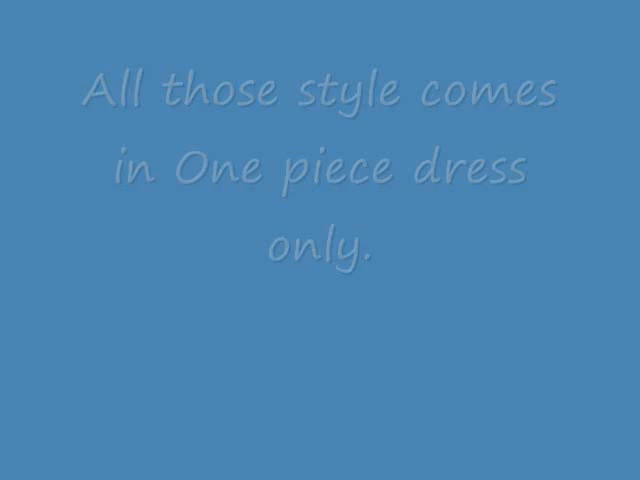 All those style comes
in One piece dress
only.